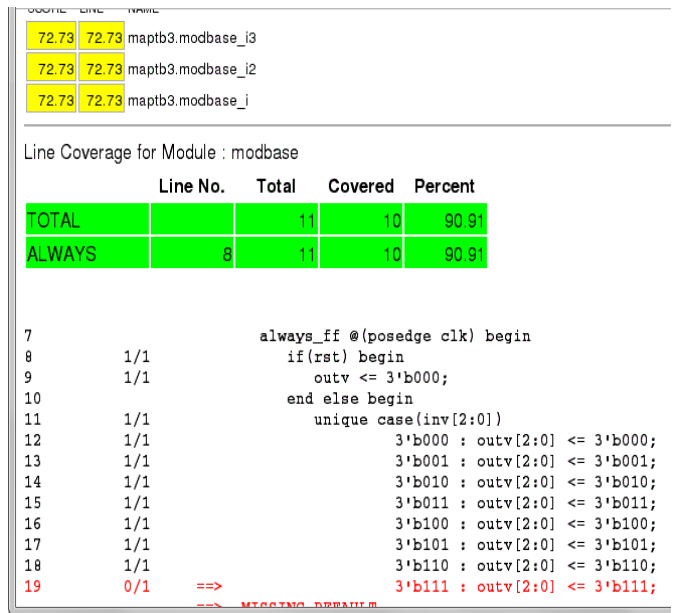 SCORE LINE NAME
72.73 72.73 maptb3.modbase_i3
72.73 72.73 maptb3.modbase_i2
72.73 72.73 maptb3.modbase_i
Line Coverage for Module : modbase
Line No. Total Covered Percent
TOTAL 11 10 90.91
ALWAYS 8 11 10 90.91
7 always_ff @(posedge clk) begin
8 1/1 if(rst) begin
9 1/1 outv <= 3'b000;
10 end else begin
11 1/1 unique case(inv[2:0])
12 1/1 3'b000 : outv[2:0] <= 3'b000;
13 1/1 3'b001 : outv[2:0] <= 3'b001;
14 1/1 3'b010 : outv[2:0] <= 3'b010;
15 1/1 3'b011 : outv[2:0] <= 3'b011;
16 1/1 3'b100 : outv[2:0] <= 3'b100;
17 1/1 3'b101 : outv[2:0] <= 3'b101;
18 1/1 3'b110 : outv[2:0] <= 3'b110;
19 0/1 ==> 3'b111 : outv[2:0] <= 3'b111;
==> MISSING_DEFAULT